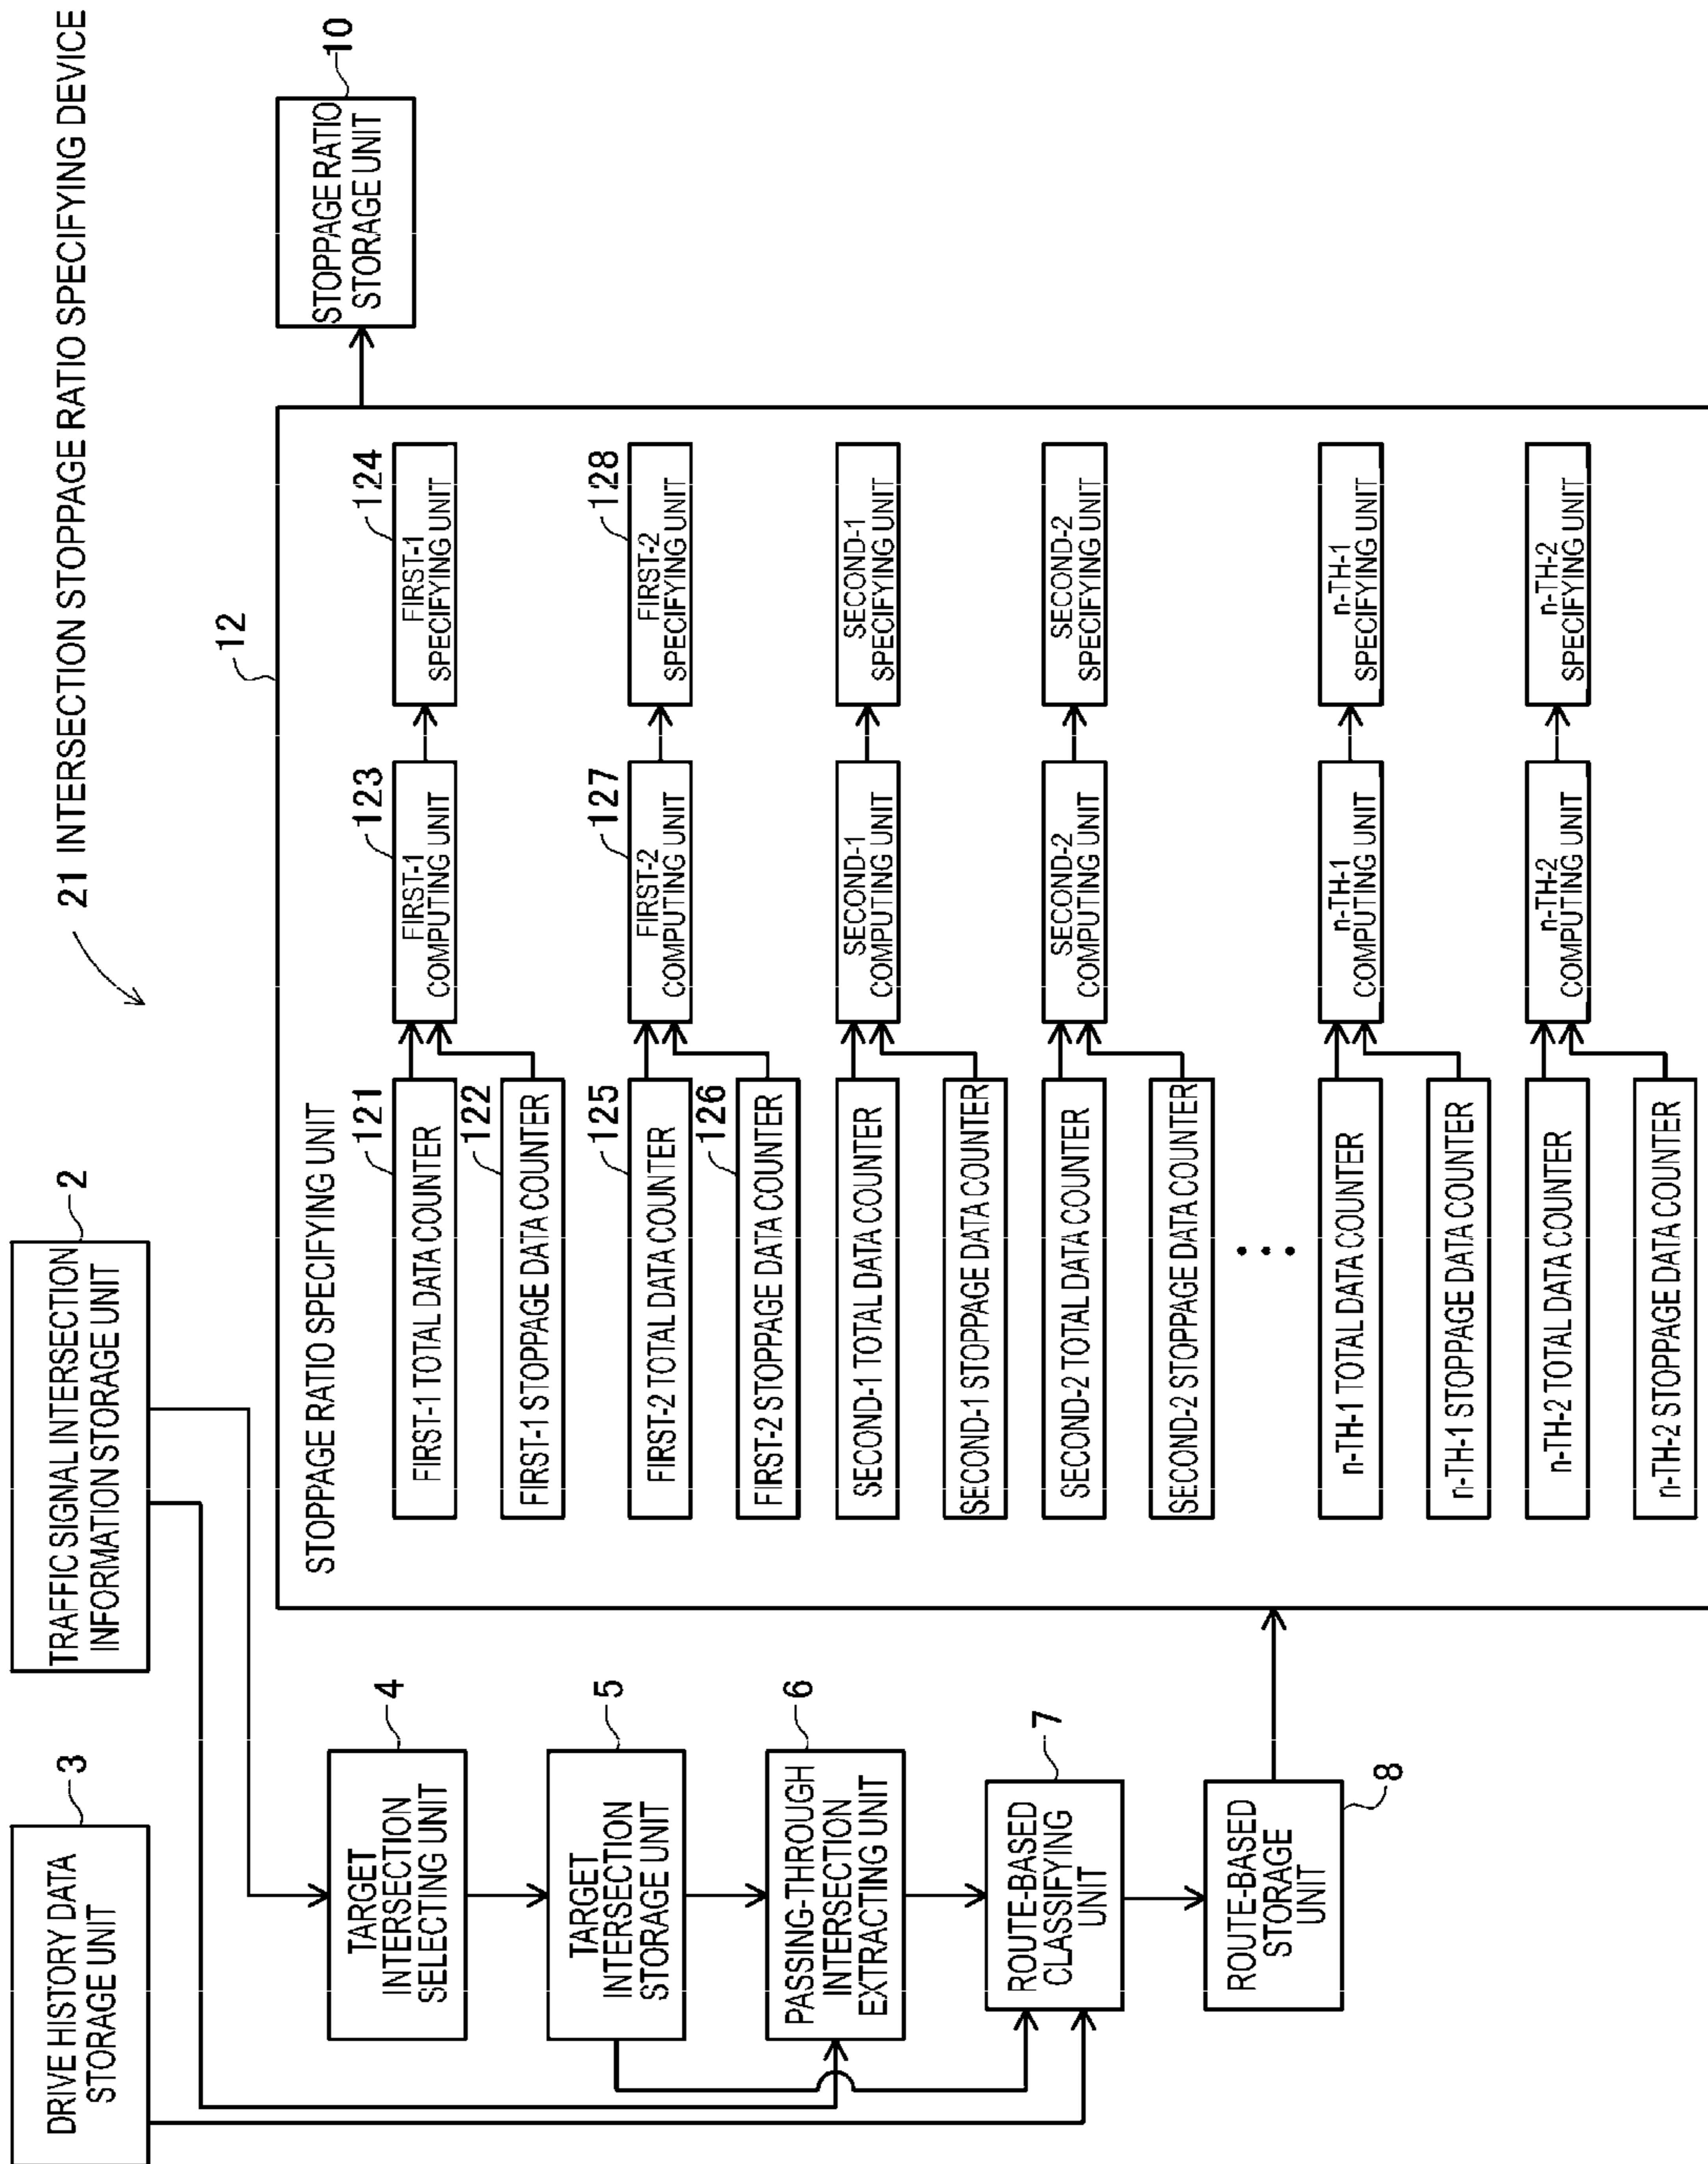 21 INTERSECTION STOPPAGE RATIO SPECIFYING DEVICE
DRIVE HISTORY DATA
STORAGE UNIT
3
TRAFFIC SIGNAL INTERSECTION
INFORMATION STORAGE UNIT
2
TARGET
INTERSECTION
SELECTING UNIT
4
TARGET
INTERSECTION
STORAGE UNIT
5
PASSING-THROUGH
INTERSECTION
EXTRACTING UNIT
6
ROUTE-BASED
CLASSIFYING
UNIT
7
ROUTE-BASED
STORAGE
UNIT
8
12
STOPPAGE RATIO SPECIFYING UNIT
FIRST-1 TOTAL DATA COUNTER
121
FIRST-1 STOPPAGE DATA COUNTER
122
FIRST-1
COMPUTING UNIT
123
FIRST-1
SPECIFYING UNIT
124
FIRST-2 TOTAL DATA COUNTER
125
FIRST-2 STOPPAGE DATA COUNTER
126
FIRST-2
COMPUTING UNIT
127
FIRST-2
SPECIFYING UNIT
128
SECOND-1 TOTAL DATA COUNTER
SECOND-1 STOPPAGE DATA COUNTER
SECOND-1
COMPUTING UNIT
SECOND-1
SPECIFYING UNIT
SECOND-2 TOTAL DATA COUNTER
SECOND-2 STOPPAGE DATA COUNTER
SECOND-2
COMPUTING UNIT
SECOND-2
SPECIFYING UNIT
• • •
n-TH-1 TOTAL DATA COUNTER
n-TH-1 STOPPAGE DATA COUNTER
n-TH-1
COMPUTING UNIT
n-TH-1
SPECIFYING UNIT
n-TH-2 TOTAL DATA COUNTER
n-TH-2 STOPPAGE DATA COUNTER
n-TH-2
COMPUTING UNIT
n-TH-2
SPECIFYING UNIT
STOPPAGE RATIO
STORAGE UNIT
10